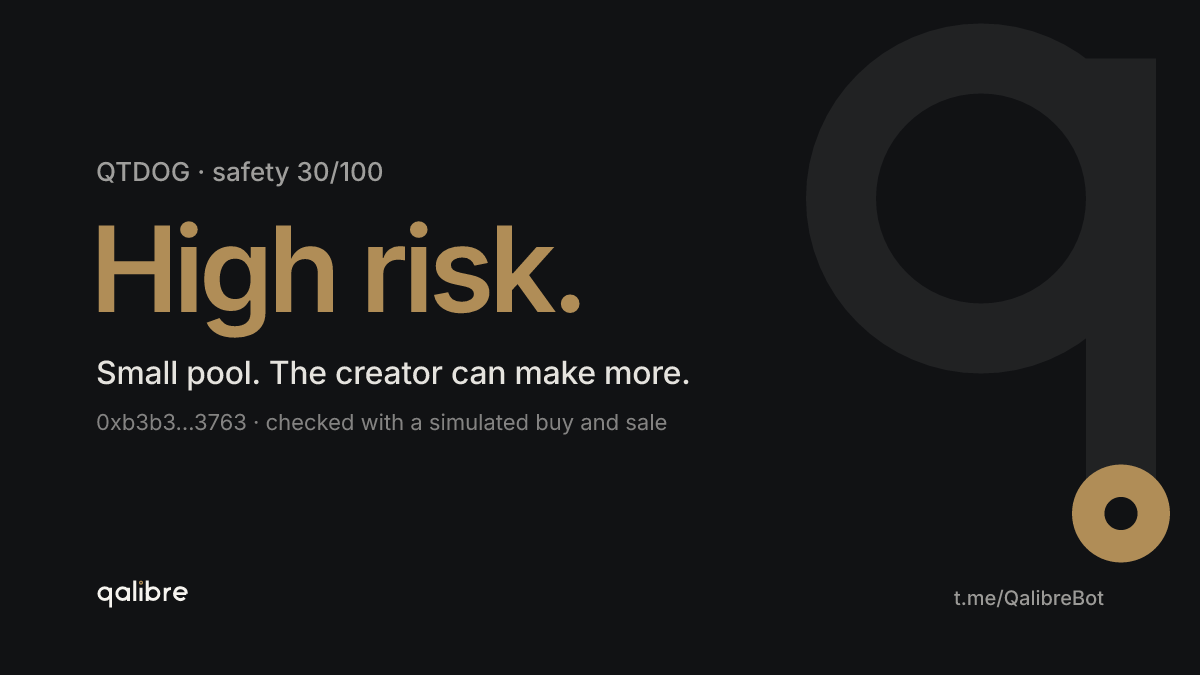 QTDOG · safety 30/100
High risk.
Small pool. The creator can make more.
0xb3b3...3763 · checked with a simulated buy and sale
qalibre
t.me/QalibreBot